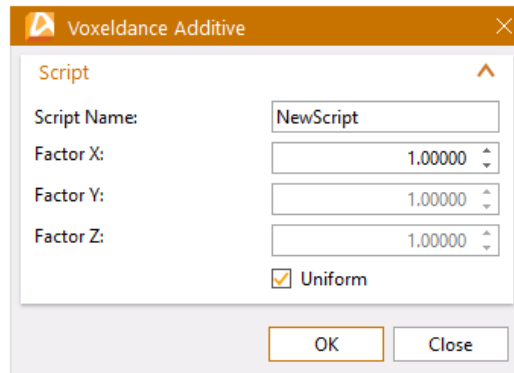 Voxeldance Additive
Script
Script Name: NewScript
Factor X: 1.00000
Factor Y: 1.00000
Factor Z: 1.00000
Uniform
OK Close